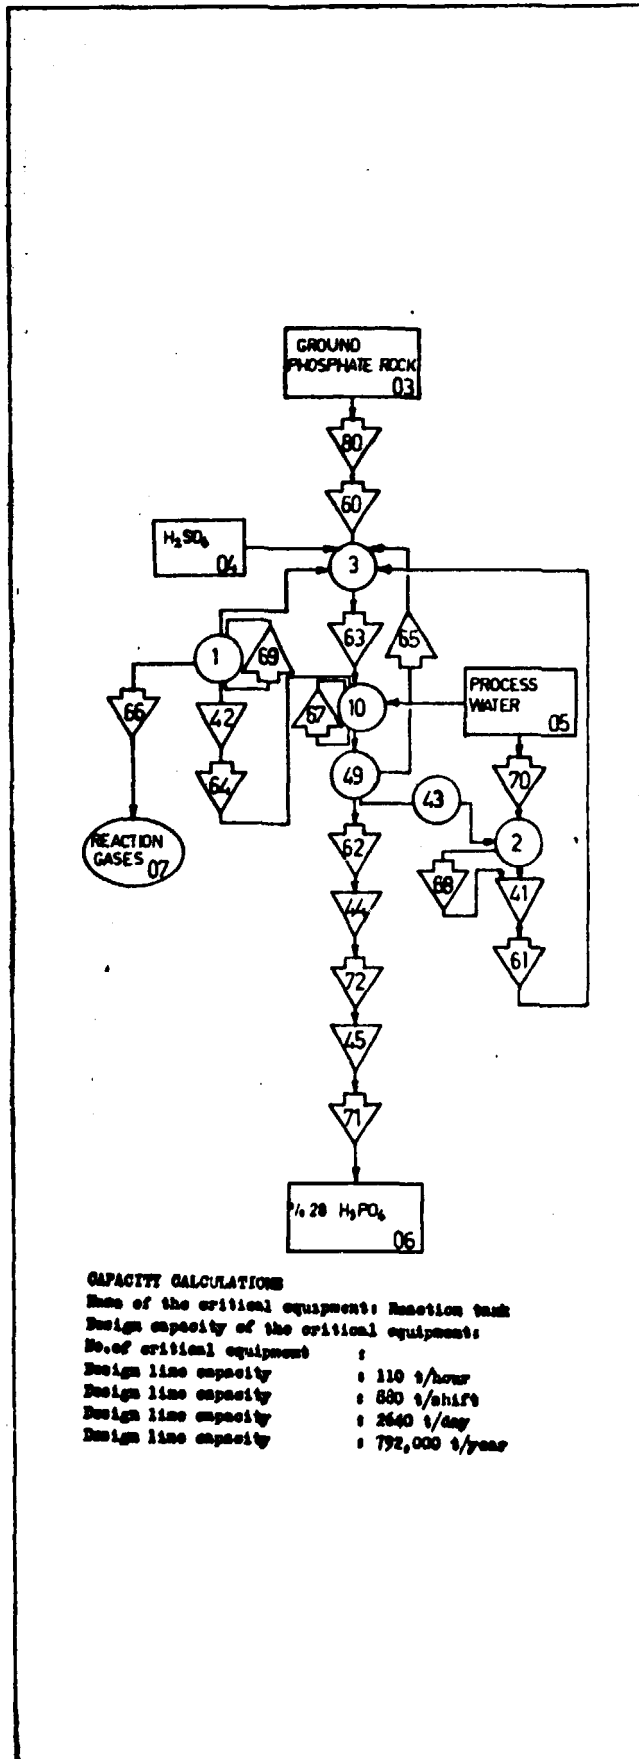 GROUND
PHOSPHATE ROCK
03
80
60
H₂SO₄
04
3
63
65
1
69
66
42
67
10
PROCESS
WATER
05
64
49
43
70
REACTION
GASES 07
62
2
68
41
44
61
72
45
71
% 28 H₃PO₄
06
CAPACITY CALCULATIONS
Name of the critical equipment: Reaction tank
Design capacity of the critical equipment:
No.of critical equipment :
Design line capacity : 110 t/hour
Design line capacity : 880 t/shift
Design line capacity : 2640 t/day
Design line capacity : 792,000 t/year